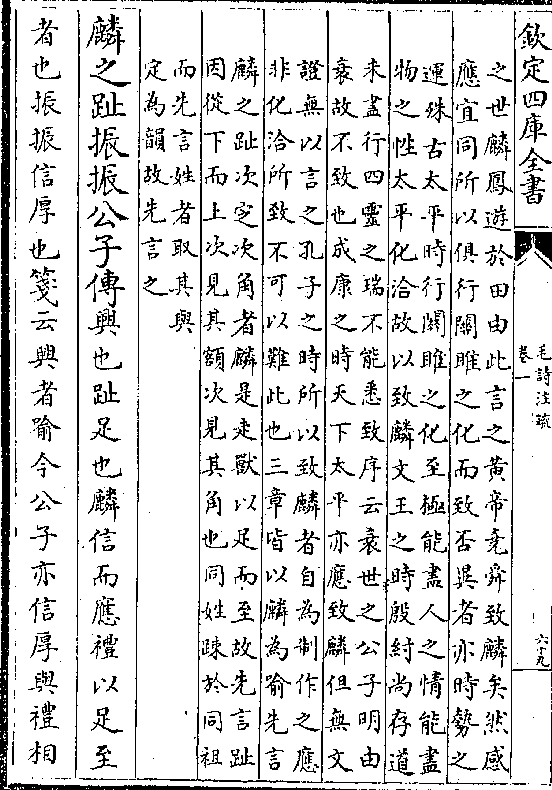 欽定四庫全書
毛詩注疏
卷一
六十九
之世麟鳳遊於田由此言之黃帝堯舜致麟矣然感
應宜同所以俱行關雎之化而致否異者亦時勢之
運殊古太平時行關雎之化至極能盡人之情能盡
物之性太平化洽故以致麟文王之時殷紂尚存道
未盡行四靈之瑞不能悉致序云衰世之公子明由
衰故不致也成康之時天下太平亦應致麟但無文
證無以言之孔子之時所以致麟者自為制作之應
非化洽所致不可以難此也三章皆以麟為喻先言
麟之趾次定次角者麟是走獸以足而至故先言趾
因從下而上次見其額次見其角也同姓疎於同祖
而先言姓者取其與
定為韻故先言之
麟之趾振振公子傳興也趾足也麟信而應禮以足至
者也振振信厚也箋云興者喻今公子亦信厚與禮相